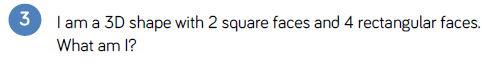 3 I am a 3D shape with 2 square faces and 4 rectangular faces.
What am I?